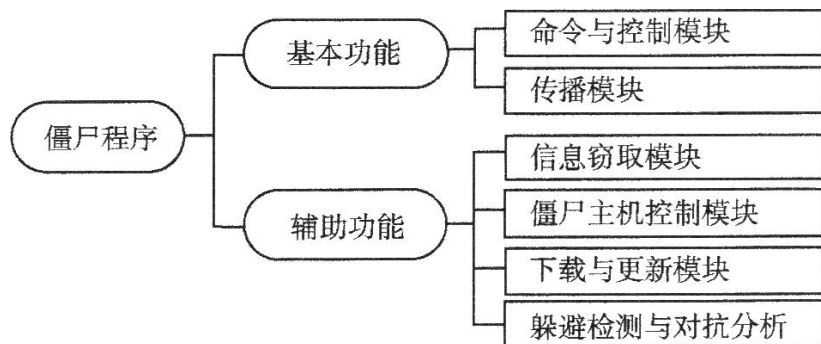 僵尸程序
基本功能
命令与控制模块
传播模块
辅助功能
信息窃取模块
僵尸主机控制模块
下载与更新模块
躲避检测与对抗分析